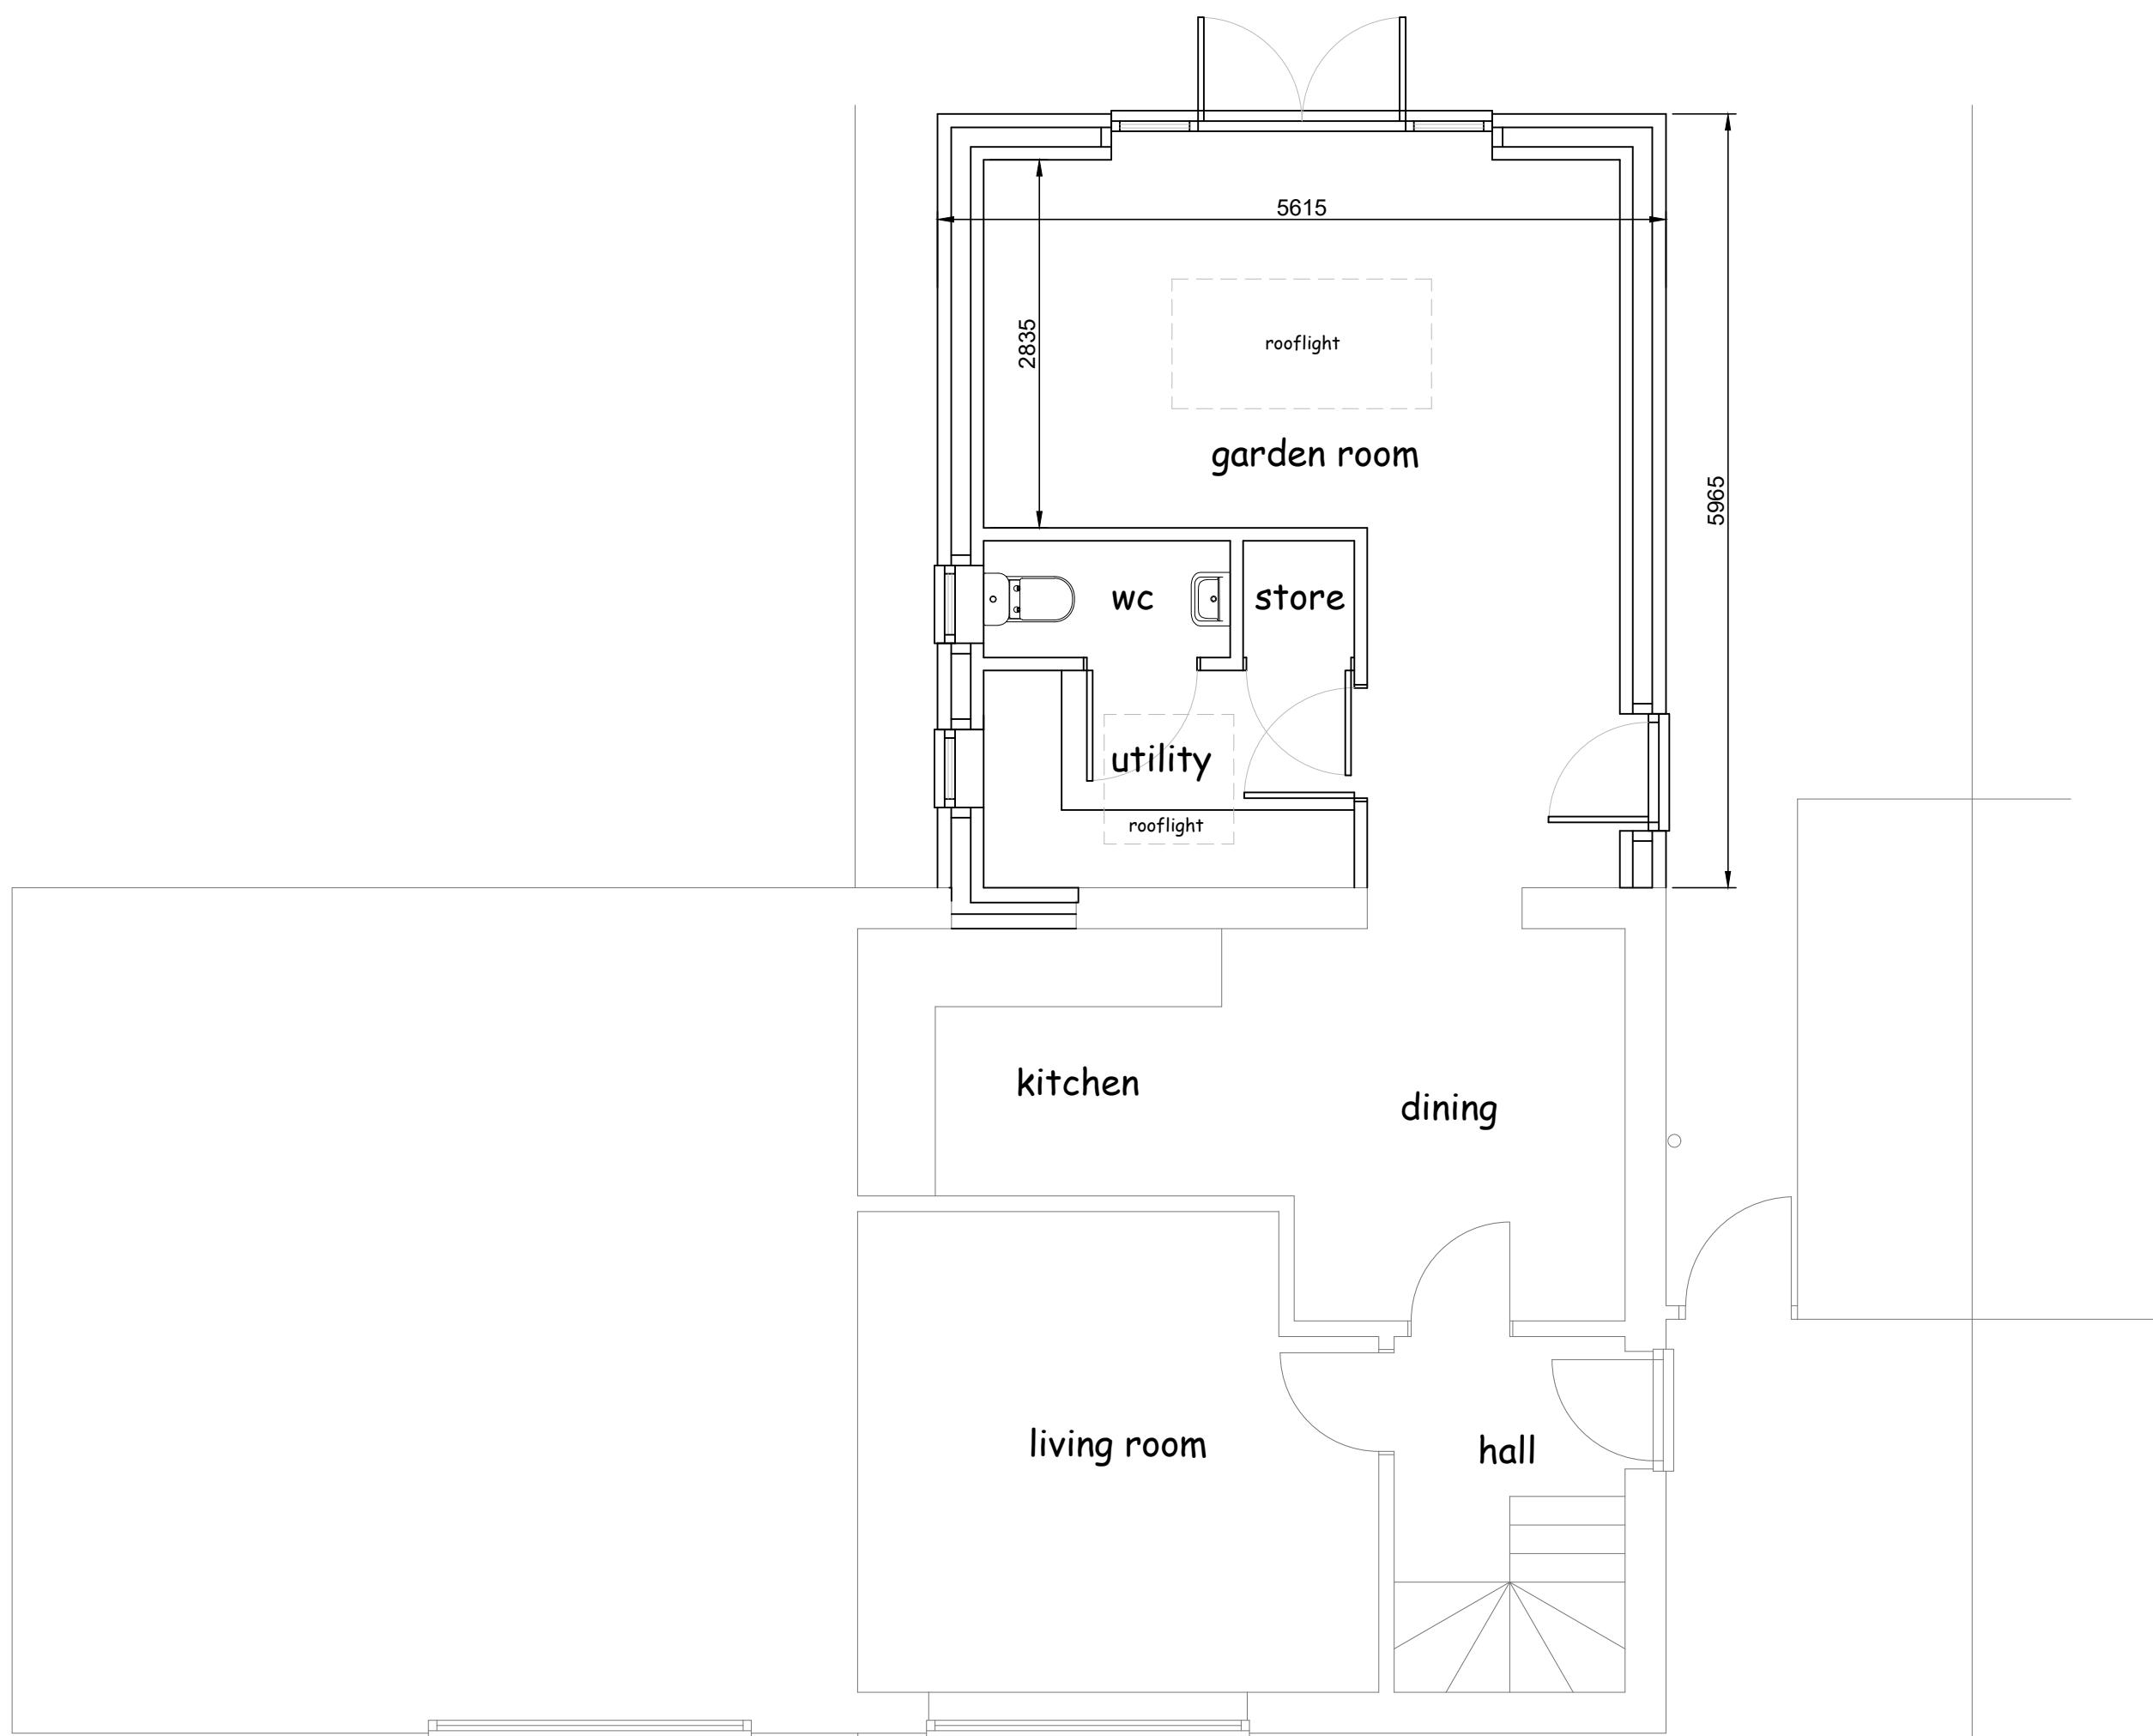 5615
2835
rooflight
garden room
5965
wc
store
utility
rooflight
kitchen
dining
living room
hall